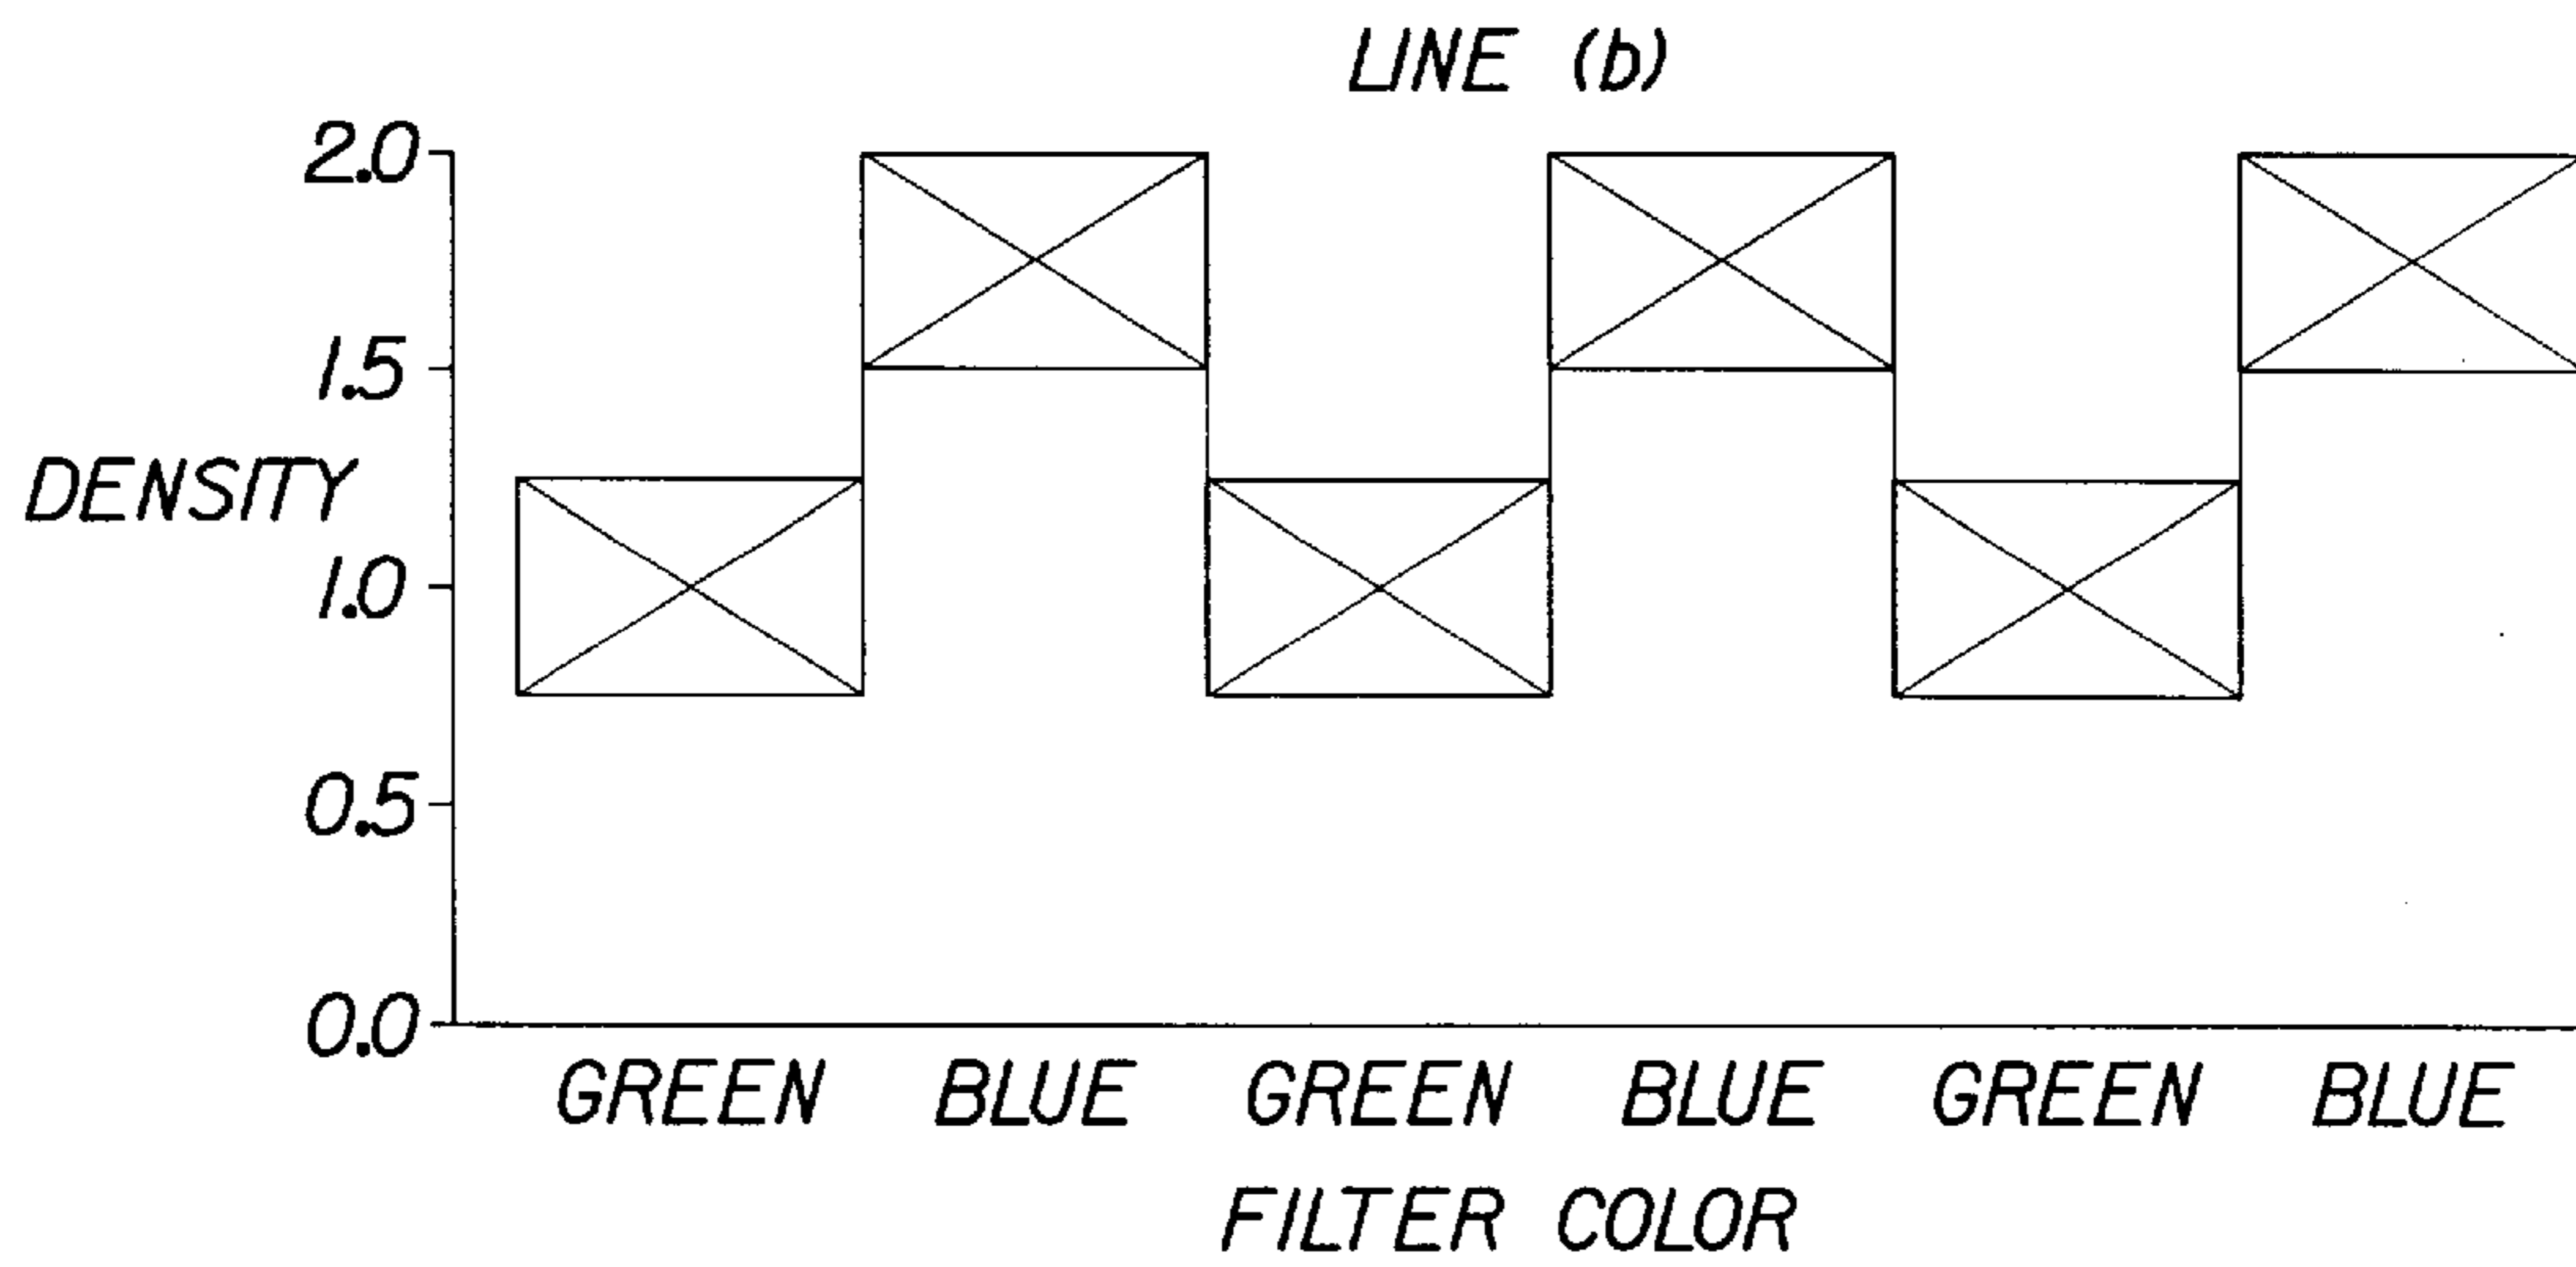 LINE (b)
2.0
1.5
DENSITY
1.0
0.5
0.0
GREEN BLUE GREEN BLUE GREEN BLUE
FILTER COLOR